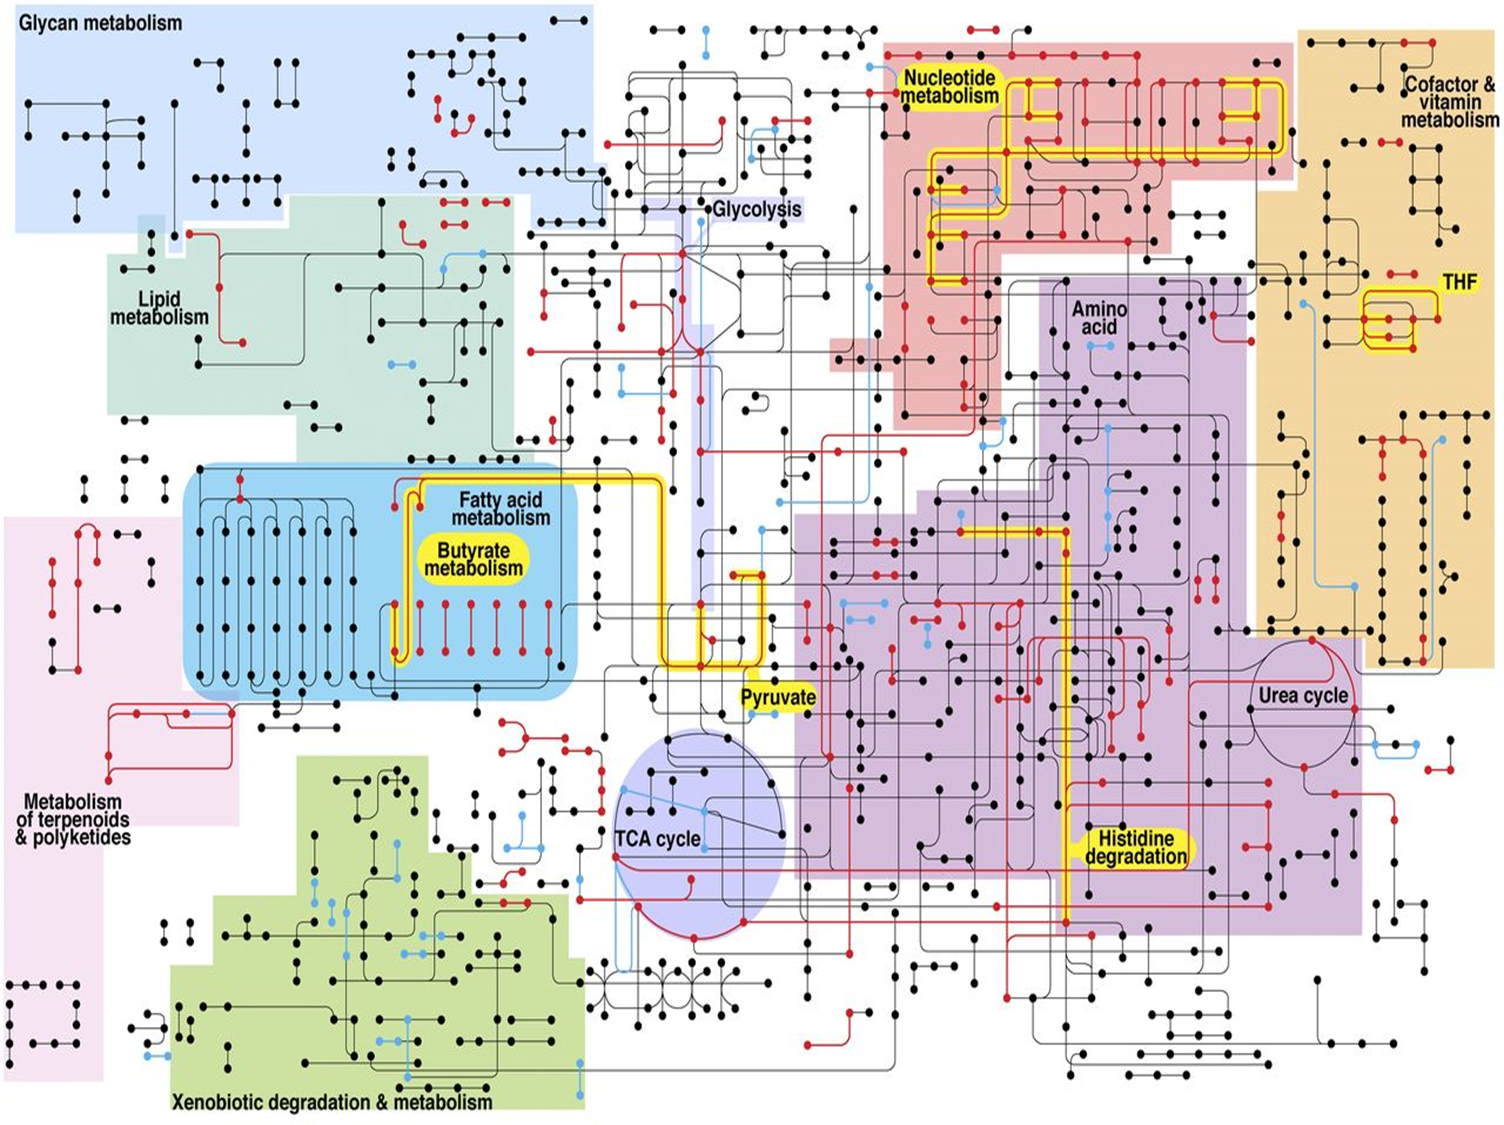 Glycan metabolism
Nucleotide
metabolism
Cofactor &
vitamin
metabolism
Glycolysis
THF
Lipid
metabolism
Amino
acid
Fatty acid
metabolism
Butyrate
metabolism
Pyruvate
Urea cycle
Metabolism
of terpenoids
& polyketides
TCA cycle
Histidine
degradation
Xenobiotic degradation & metabolism